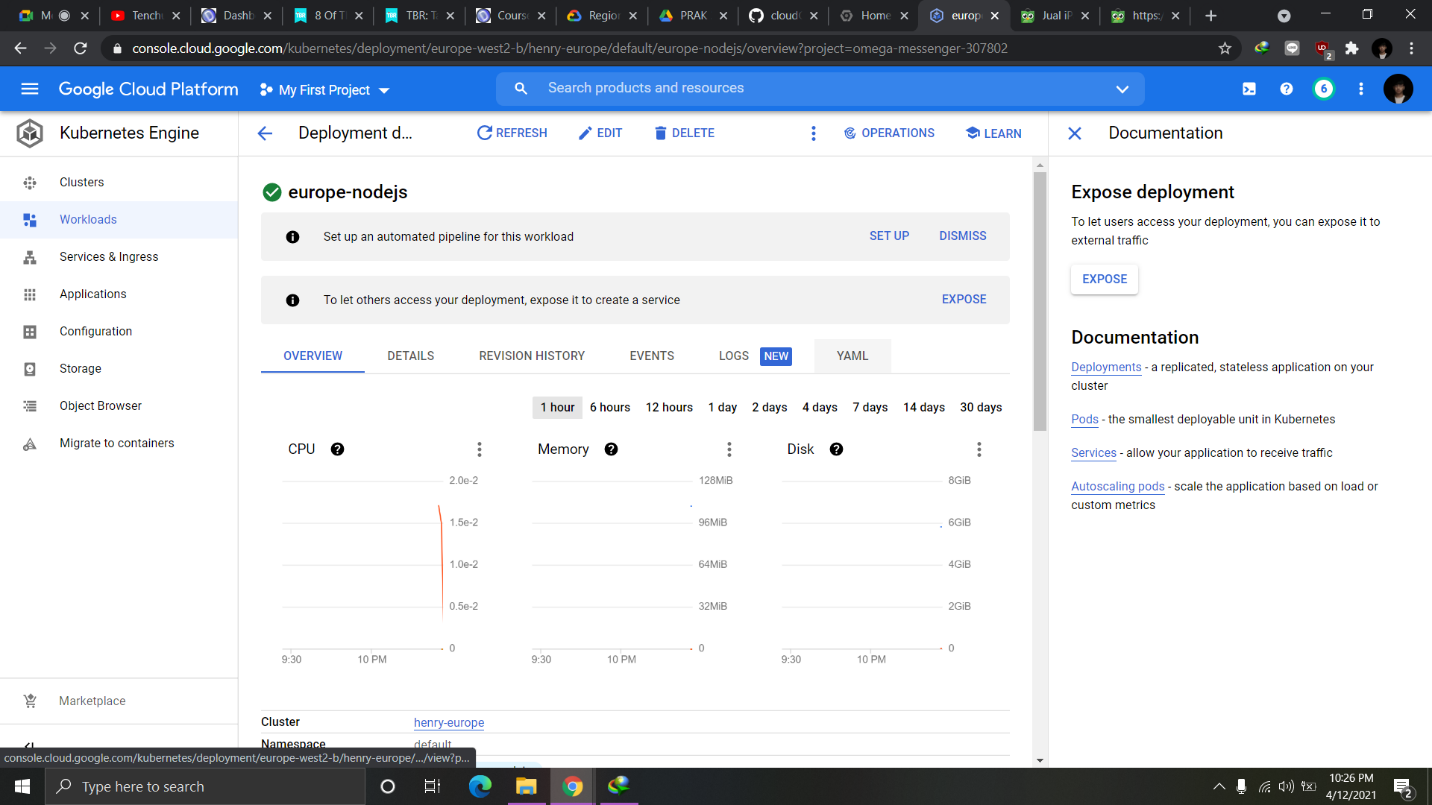 M
Tench
Dashb
8 Of T
TBR: T
Cours
Region
PRAK
cloud
Home
europ
Jual iP
https:/
console.cloud.google.com/kubernetes/deployment/europe-west2-b/henry-europe/default/europe-nodejs/overview?project=omega-messenger-307802
2
Google Cloud Platform
My First Project
Search products and resources
6
Kubernetes Engine
Deployment d...
REFRESH
EDIT
DELETE
OPERATIONS
LEARN
Documentation
Clusters
Workloads
Services & Ingress
Applications
Configuration
Storage
Object Browser
Migrate to containers
Marketplace
europe-nodejs
Set up an automated pipeline for this workload
SET UP
DISMISS
To let others access your deployment, expose it to create a service
EXPOSE
OVERVIEW
DETAILS
REVISION HISTORY
EVENTS
LOGS NEW
YAML
1 hour 6 hours 12 hours 1 day 2 days 4 days 7 days 14 days 30 days
CPU
2.0e-2
1.5e-2
1.0e-2
0.5e-2
0
9:30 10 PM
Memory
128MiB
96MiB
64MiB
32MiB
0
9:30 10 PM
Disk
8GiB
6GiB
4GiB
2GiB
0
9:30 10 PM
Cluster henry-europe
Namespace default
Expose deployment
To let users access your deployment, you can expose it to
external traffic
EXPOSE
Documentation
Deployments - a replicated, stateless application on your
cluster
Pods - the smallest deployable unit in Kubernetes
Services - allow your application to receive traffic
Autoscaling pods - scale the application based on load or
custom metrics
console.cloud.google.com/kubernetes/deployment/europe-west2-b/henry-europe/.../view?p...
Type here to search
10:26 PM
4/12/2021
2